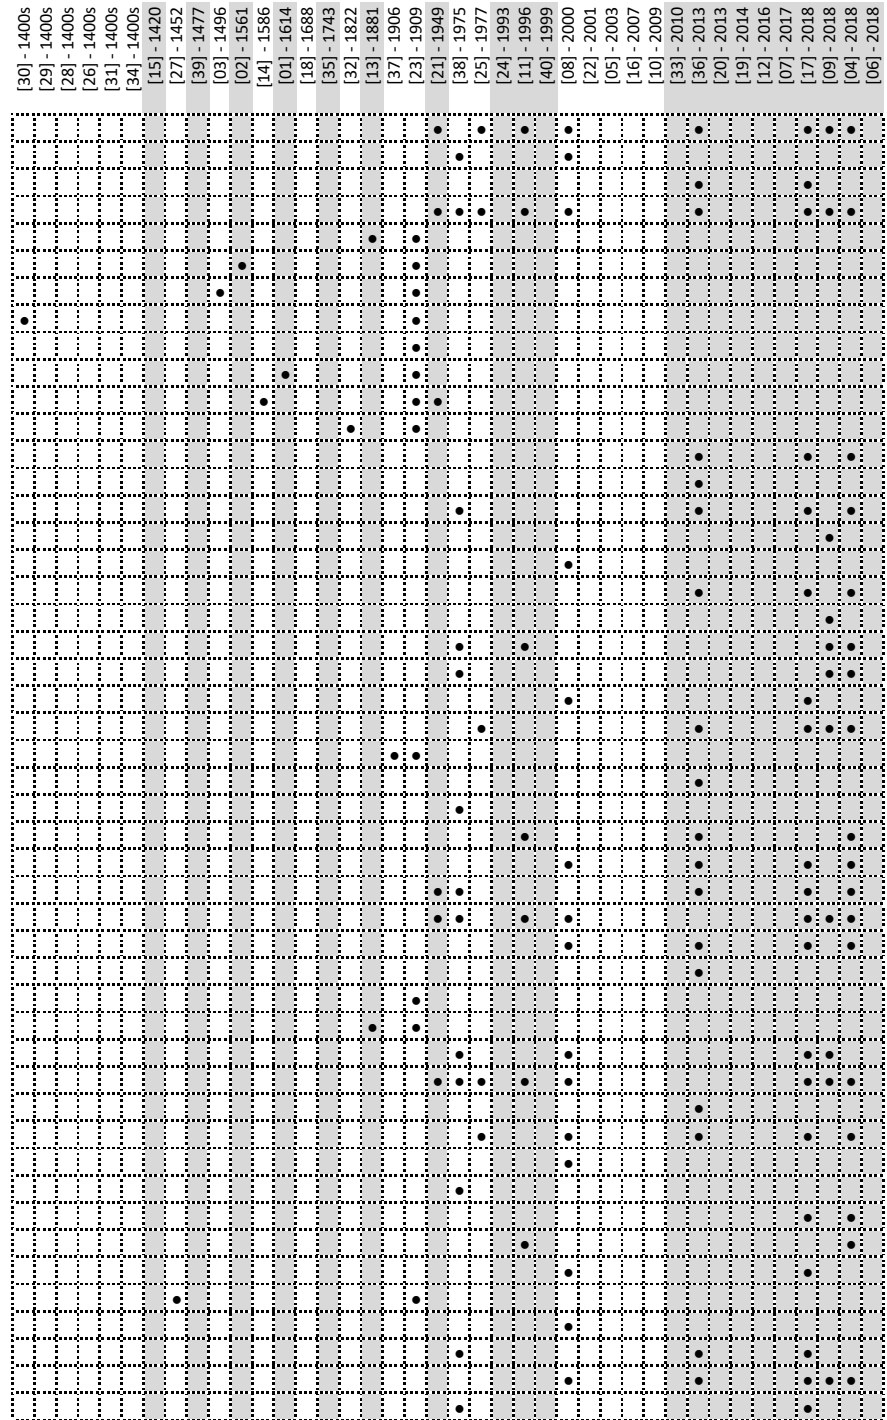 [30] - 1400s
[29] - 1400s
[28] - 1400s
[26] - 1400s
[31] - 1400s
[34] - 1400s
[15] - 1420
[27] - 1452
[39] - 1477
[03] - 1496
[02] - 1561
[14] - 1586
[01] - 1614
[18] - 1688
[35] - 1743
[32] - 1822
[13] - 1881
[37] - 1906
[23] - 1909
[21] - 1949
[38] - 1975
[25] - 1977
[24] - 1993
[11] - 1996
[40] - 1999
[08] - 2000
[22] - 2001
[05] - 2003
[16] - 2007
[10] - 2009
[33] - 2010
[36] - 2013
[20] - 2013
[19] - 2014
[12] - 2016
[07] - 2017
[17] - 2018
[09] - 2018
[04] - 2018
[06] - 2018